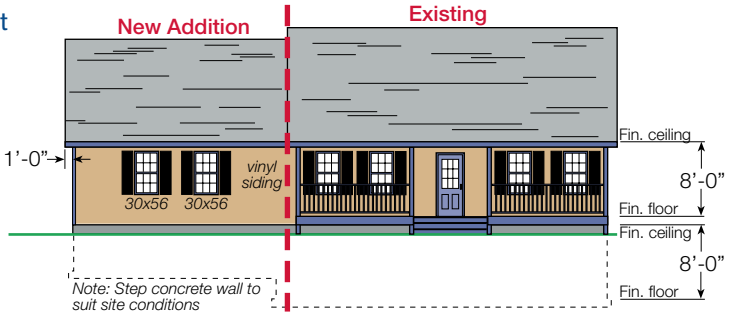 t
New Addition
Existing
1’-0”
30x56
30x56
vinyl
siding
Fin. ceiling
8’-0”
Fin. floor
Fin. ceiling
8’-0”
Fin. floor
Note: Step concrete wall to
suit site conditions